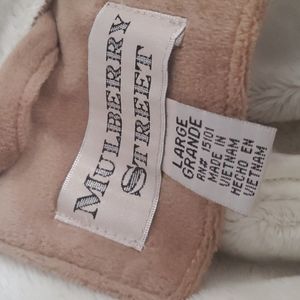 MULBERRY
STREET
LARGE
GRANDE
RN# 15101
MADE IN
VIETNAM
HECHO EN
VIETNAM